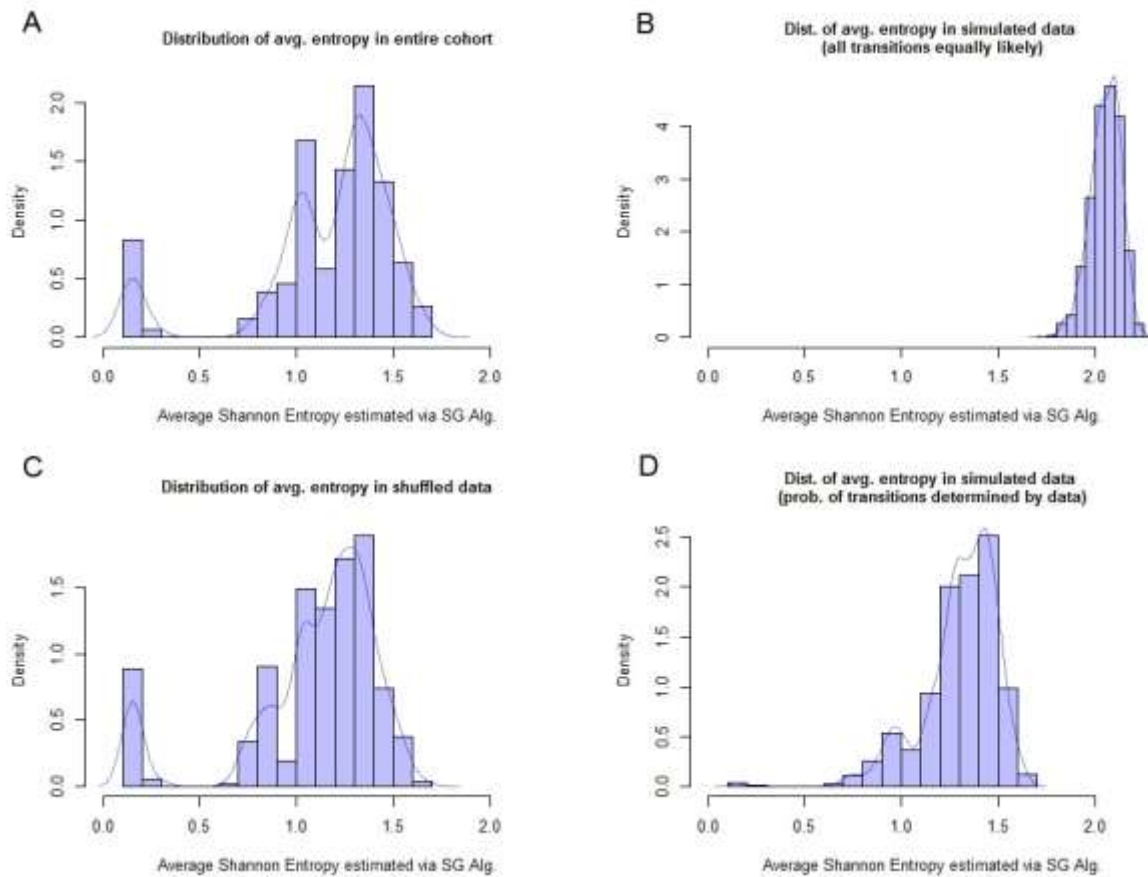 A
Distribution of avg. entropy in entire cohort
Density
0.0 0.5 1.0 1.5 2.0
0.0 0.5 1.0 1.5 2.0
Average Shannon Entropy estimated via SG Alg.
B
Dist. of avg. entropy in simulated data
(all transitions equally likely)
Density
0 1 2 3 4
0.0 0.5 1.0 1.5 2.0
Average Shannon Entropy estimated via SG Alg.
C
Distribution of avg. entropy in shuffled data
Density
0.0 0.5 1.0 1.5
0.0 0.5 1.0 1.5 2.0
Average Shannon Entropy estimated via SG Alg.
D
Dist. of avg. entropy in simulated data
(prob. of transitions determined by data)
Density
0.0 0.5 1.0 1.5 2.0 2.5
0.0 0.5 1.0 1.5 2.0
Average Shannon Entropy estimated via SG Alg.